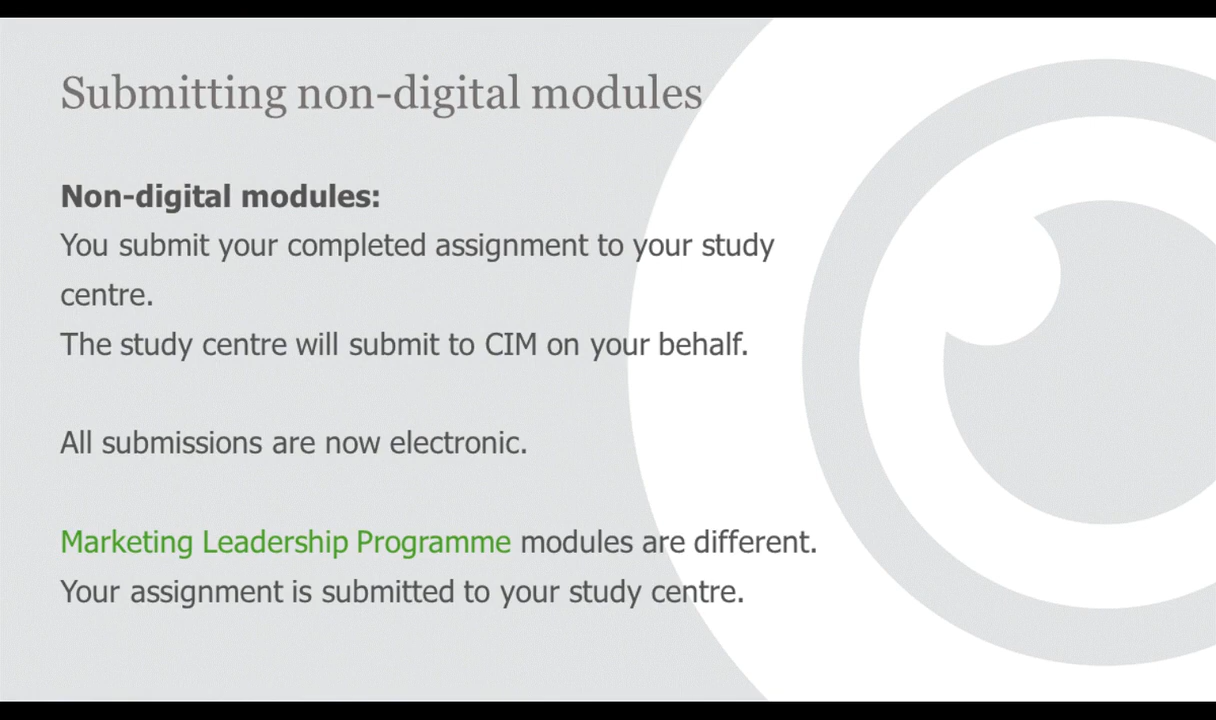 Submitting non-digital modules
Non-digital modules:
You submit your completed assignment to your study
centre.
The study centre will submit to CIM on your behalf.
All submissions are now electronic.
Marketing Leadership Programme modules are different.
Your assignment is submitted to your study centre.